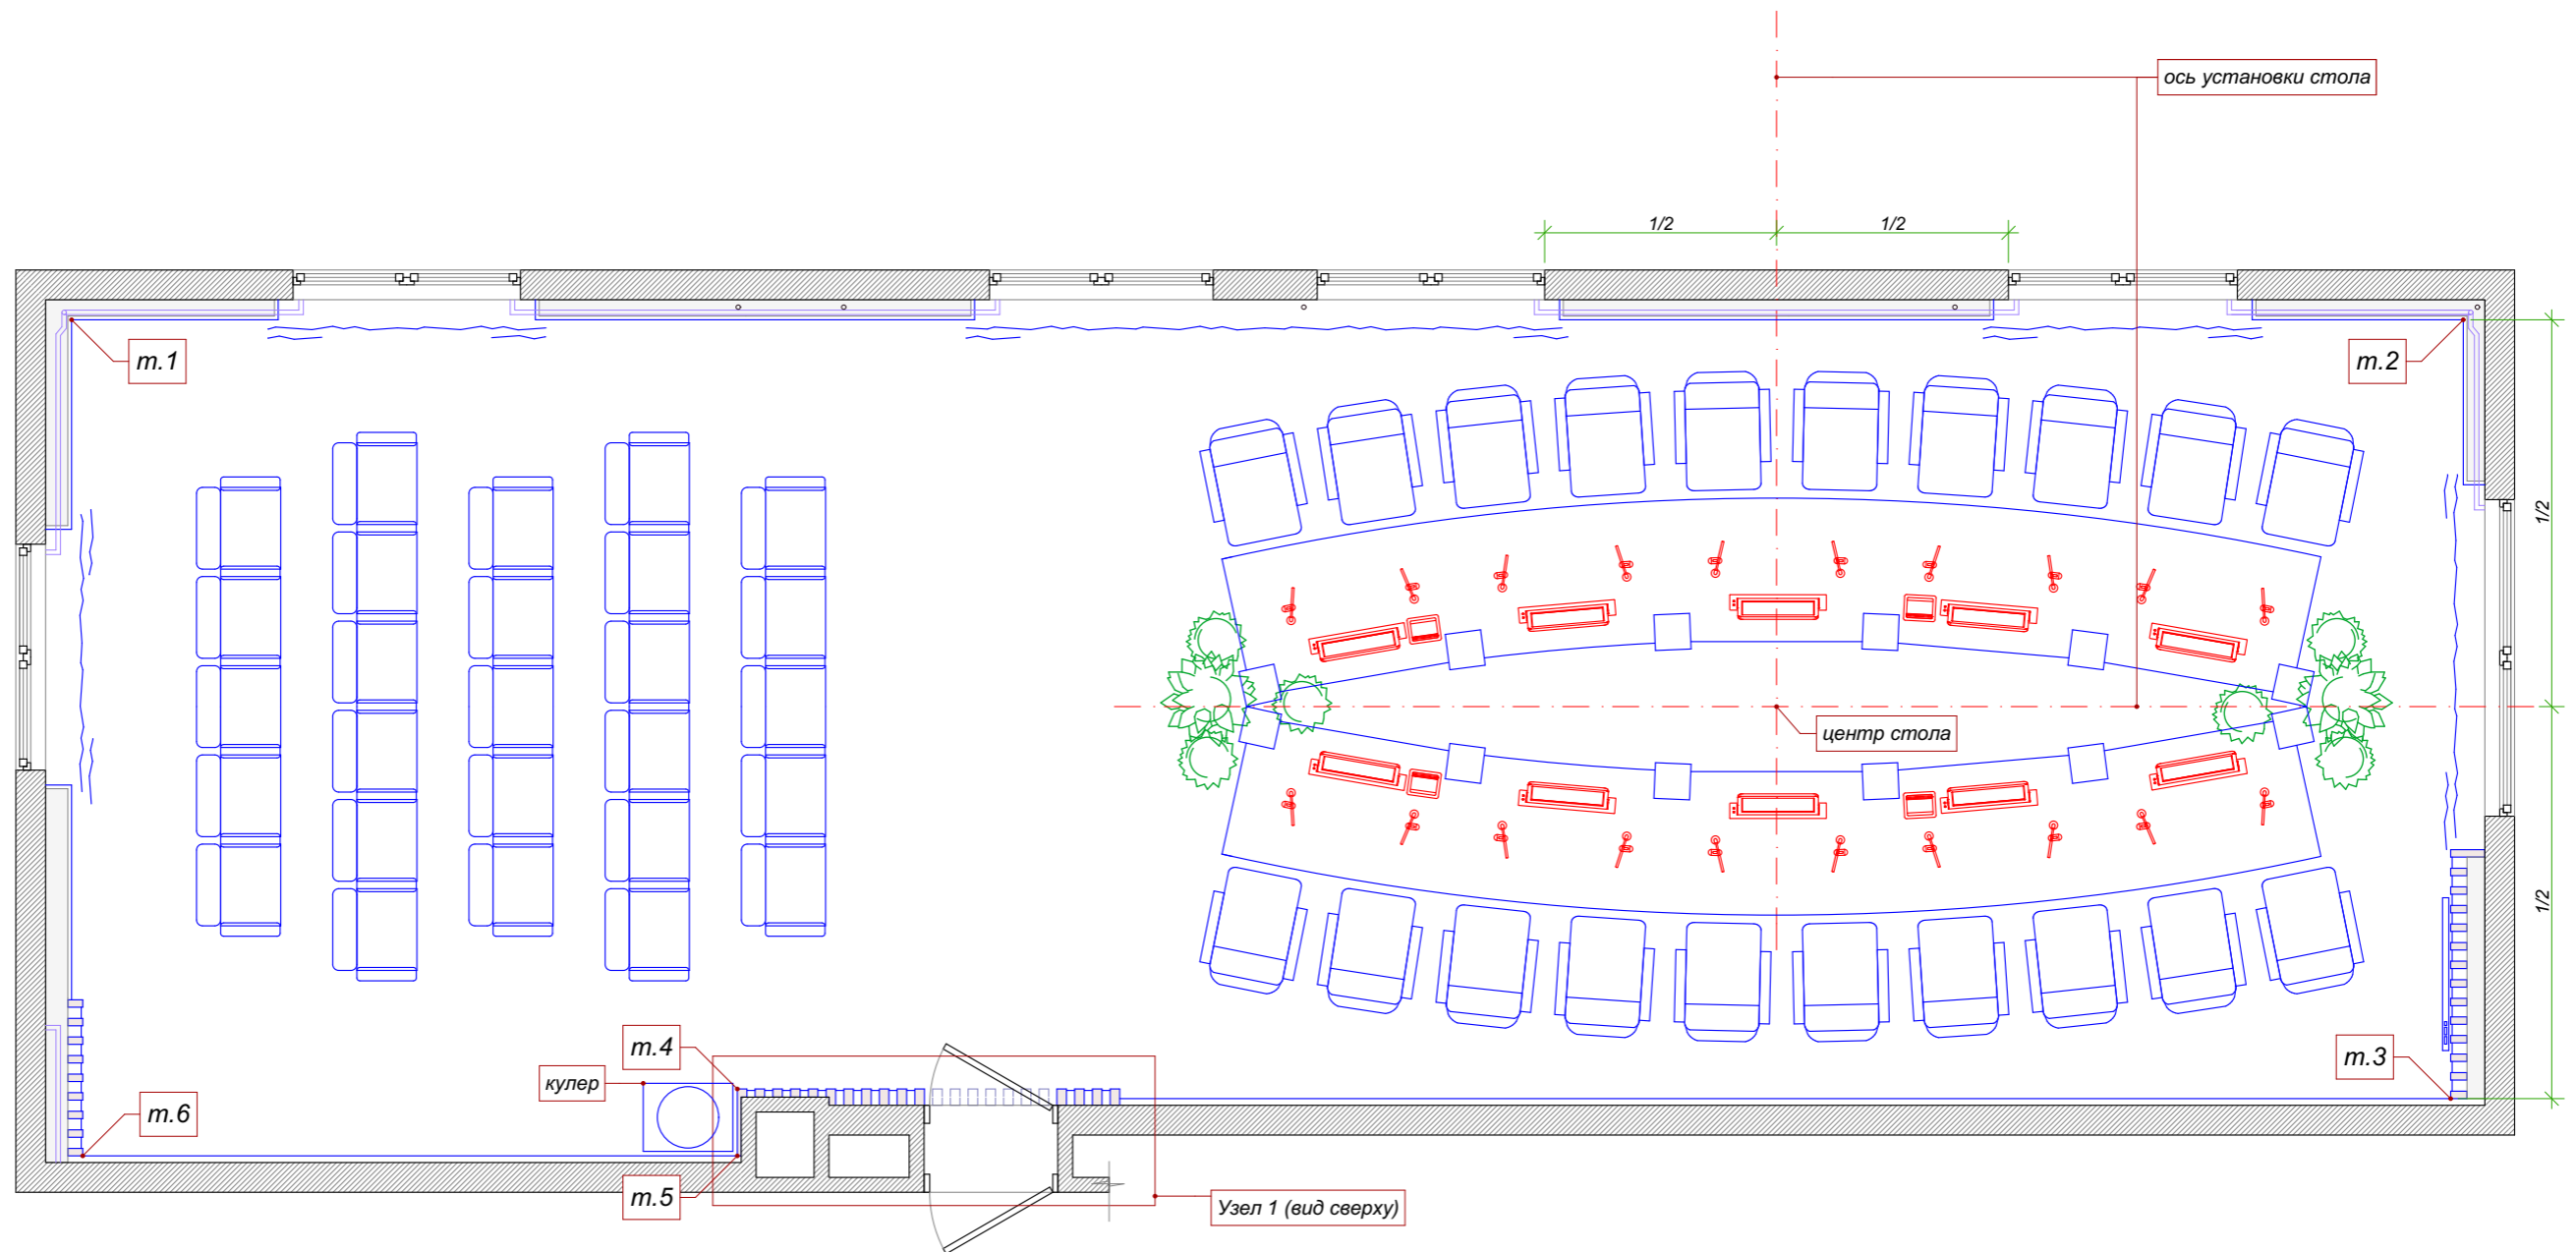 ось установки стола
1/2
1/2
т.1
т.2
1/2
центр стола
1/2
т.4
кулер
т.3
т.6
т.5
Узел 1 (вид сверху)